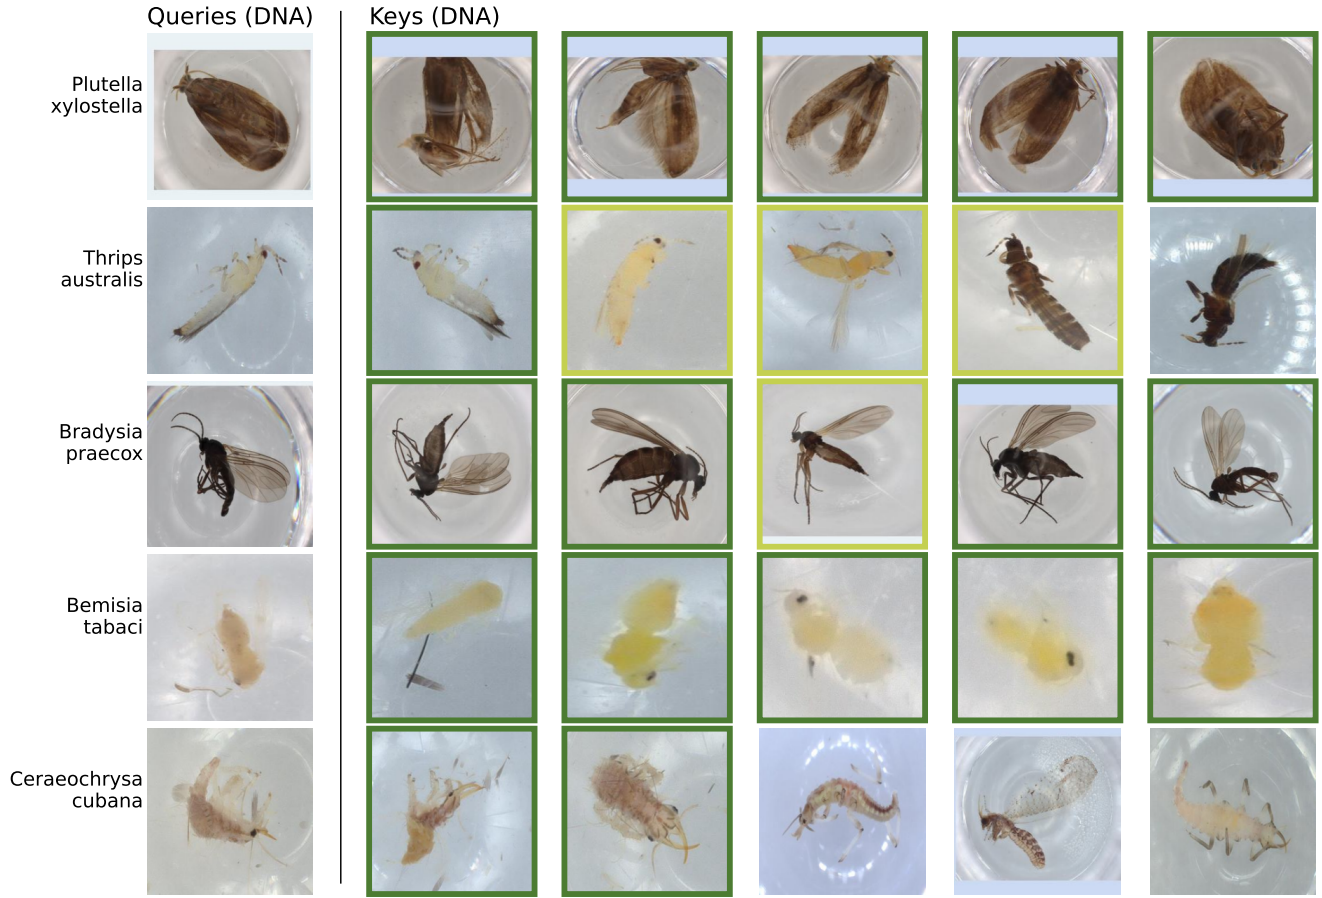 Queries (DNA)
Keys (DNA)
Plutella
xylostella
Thrips
australis
Bradysia
praecox
Bemisia
tabaci
Ceraeochrysa
cubana